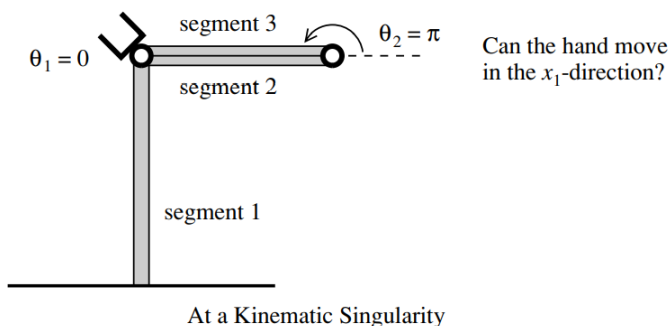 segment 3
θ₁ = 0
θ₂ = π
Can the hand move
in the x₁-direction?
segment 2
segment 1
At a Kinematic Singularity